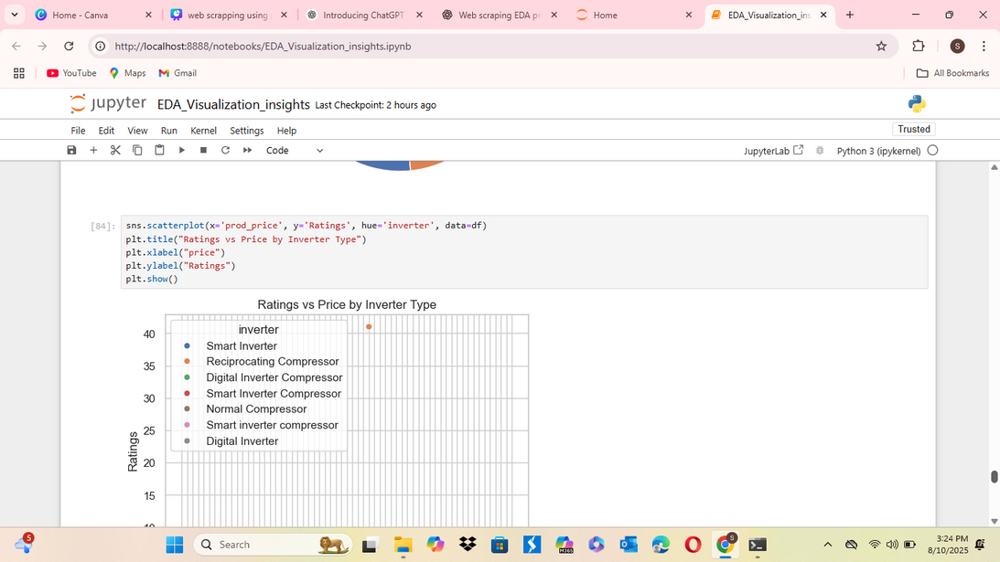 Home - Canva
web scrapping using
Introducing ChatGPT
Web scraping EDA pr
Home
EDA_Visualization_ins
http://localhost:8888/notebooks/EDA_Visualization_insights.ipynb
S
YouTube
Maps
Gmail
All Bookmarks
jupyter
EDA_Visualization_insights Last Checkpoint: 2 hours ago
File Edit View Run Kernel Settings Help
Trusted
Code
JupyterLab
Python 3 (ipykernel)
[84]:
sns.scatterplot(x='prod_price', y='Ratings', hue='inverter', data=df)
plt.title("Ratings vs Price by Inverter Type")
plt.xlabel("price")
plt.ylabel("Ratings")
plt.show()
Ratings vs Price by Inverter Type
inverter
Smart Inverter
Reciprocating Compressor
Digital Inverter Compressor
Smart Inverter Compressor
Normal Compressor
Smart inverter compressor
Digital Inverter
40
35
30
25
20
15
10
Ratings
5
Search
M365
S
3:24 PM
8/10/2025